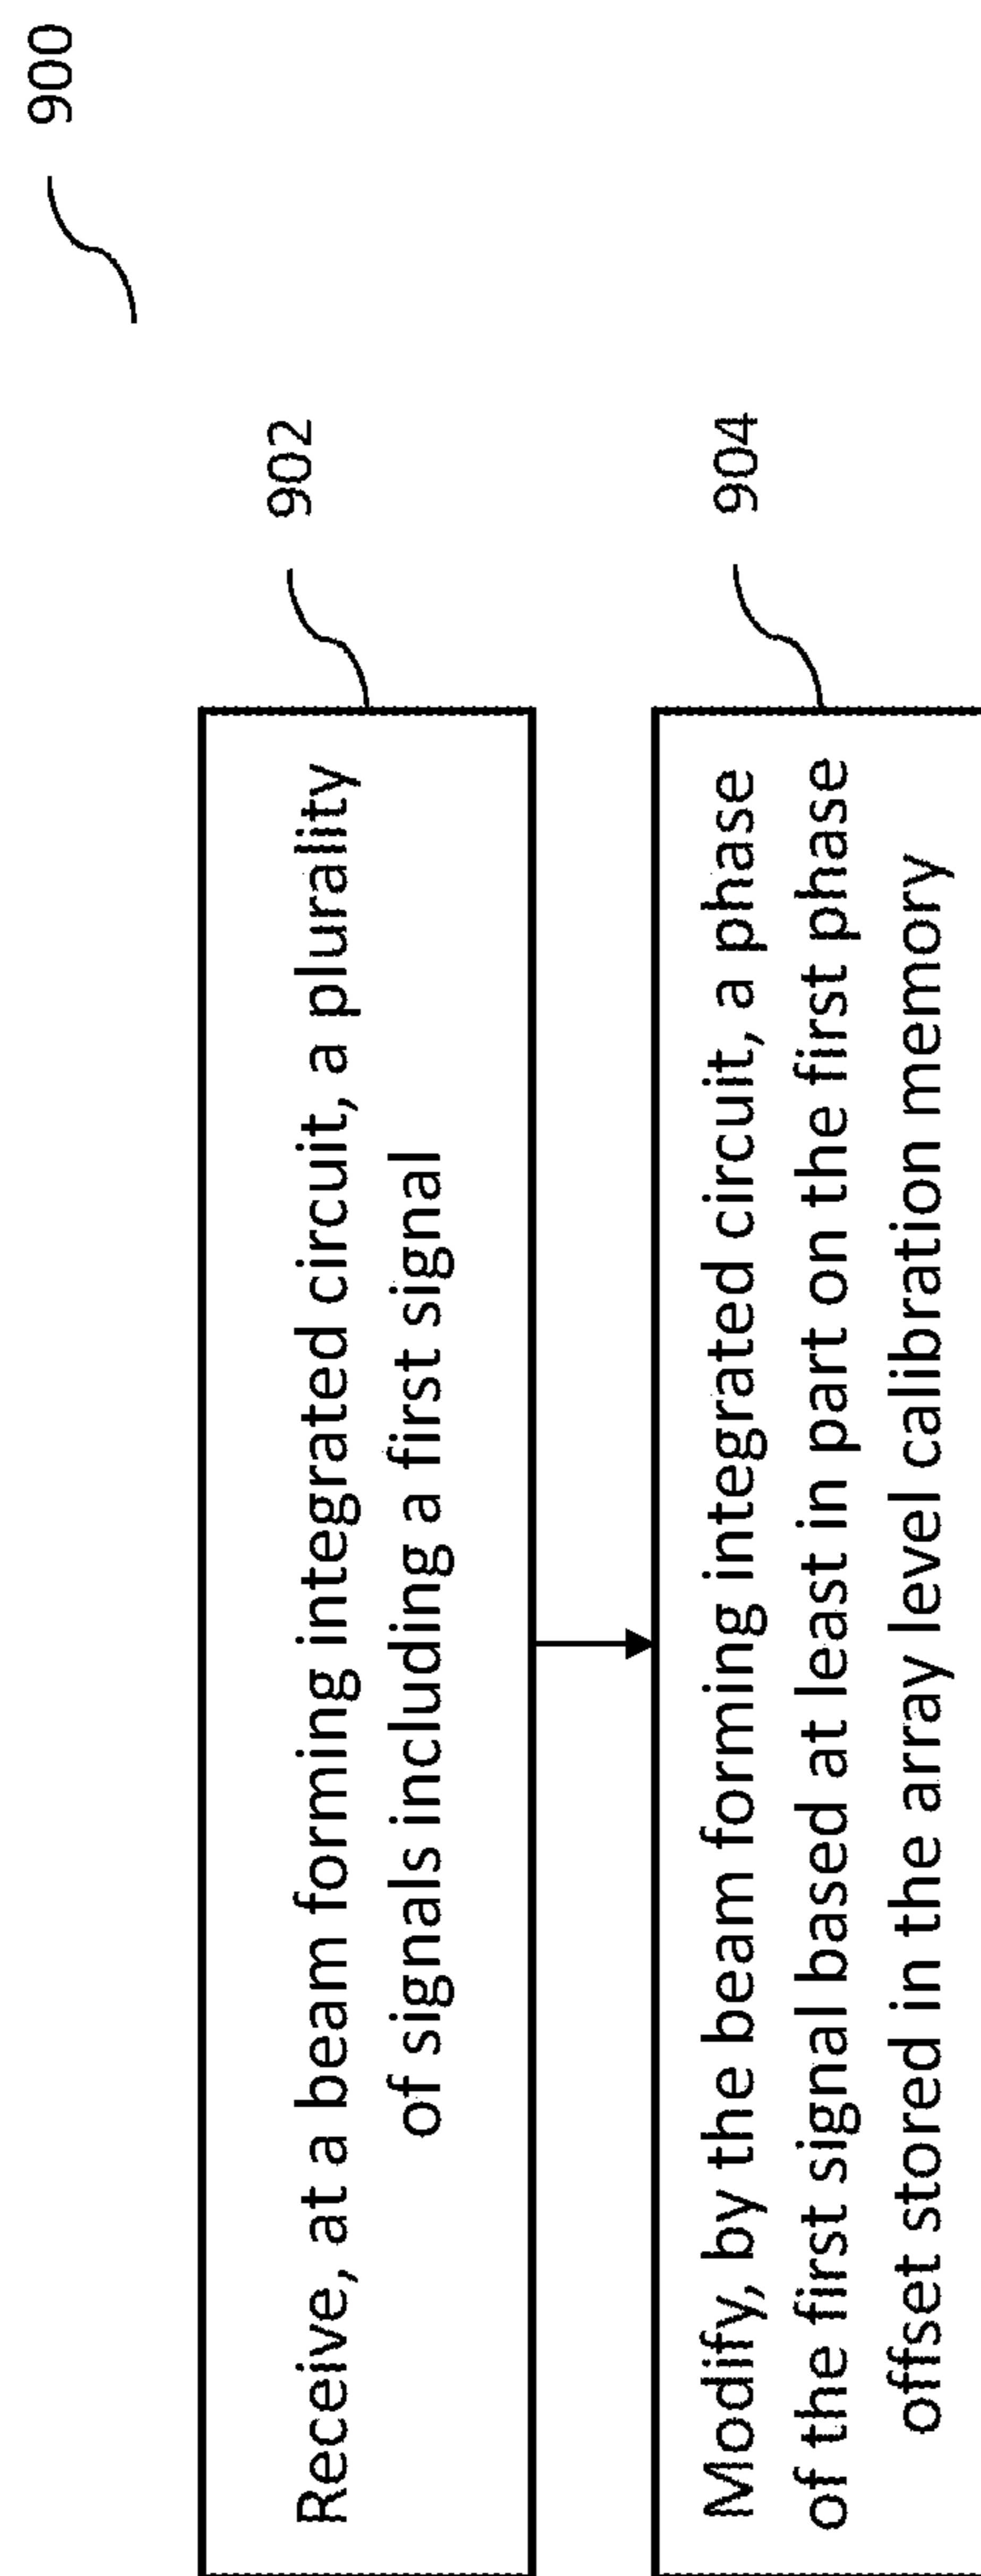 900
902
Receive, at a beam forming integrated circuit, a plurality
of signals including a first signal
904
Modify, by the beam forming integrated circuit, a phase
of the first signal based at least in part on the first phase
offset stored in the array level calibration memory